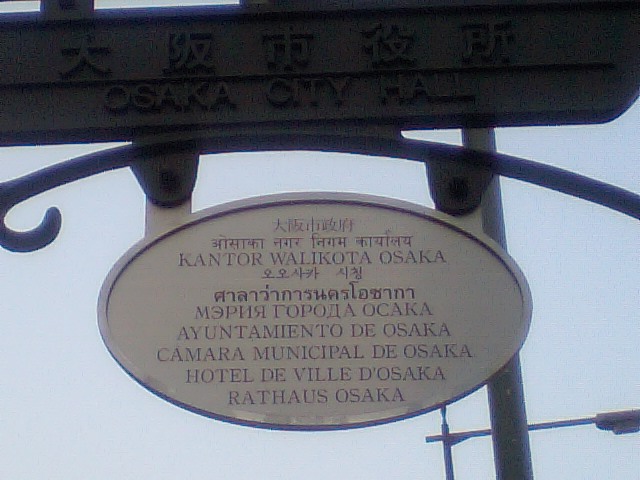 大阪市役所
OSAKA CITY HALL
大阪市政府
ओसाका नगर निगम कार्यालय
KANTOR WALIKOTA OSAKA
오오사카 시청
ศาลาว่าการนครโอซากา
МЭРИЯ ГОРОДА ОСАКА
AYUNTAMIENTO DE OSAKA
CÂMARA MUNICIPAL DE OSAKA
HOTEL DE VILLE D'OSAKA
RATHAUS OSAKA